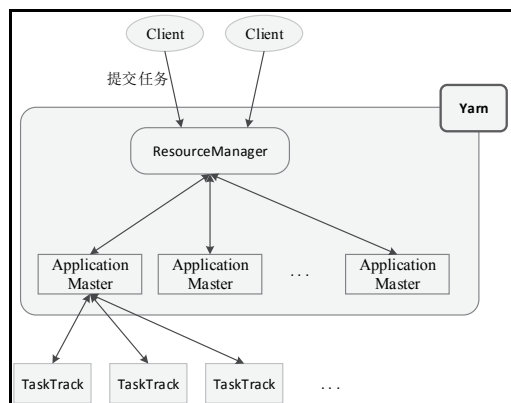 Client
Client
提交任务
Yarn
ResourceManager
Application
Master
Application
Master
...
Application
Master
TaskTrack
TaskTrack
TaskTrack
...